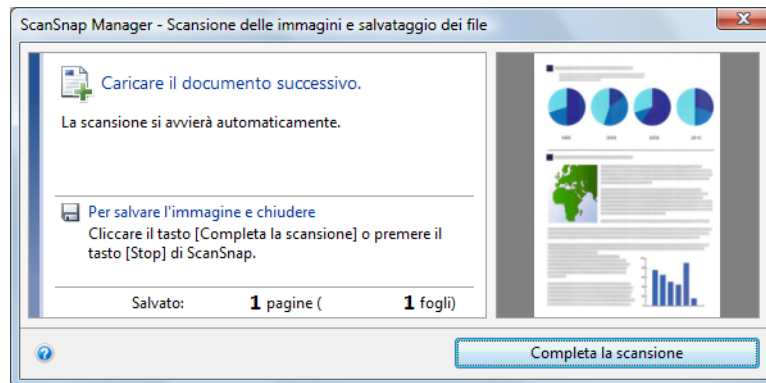 ScanSnap Manager - Scansione delle immagini e salvataggio dei file
Caricare il documento successivo.
La scansione si avvierà automaticamente.
Per salvare l'immagine e chiudere
Cliccare il tasto [Completa la scansione] o premere il
tasto [Stop] di ScanSnap.
Salvato: 1 pagine ( 1 fogli)
Completa la scansione